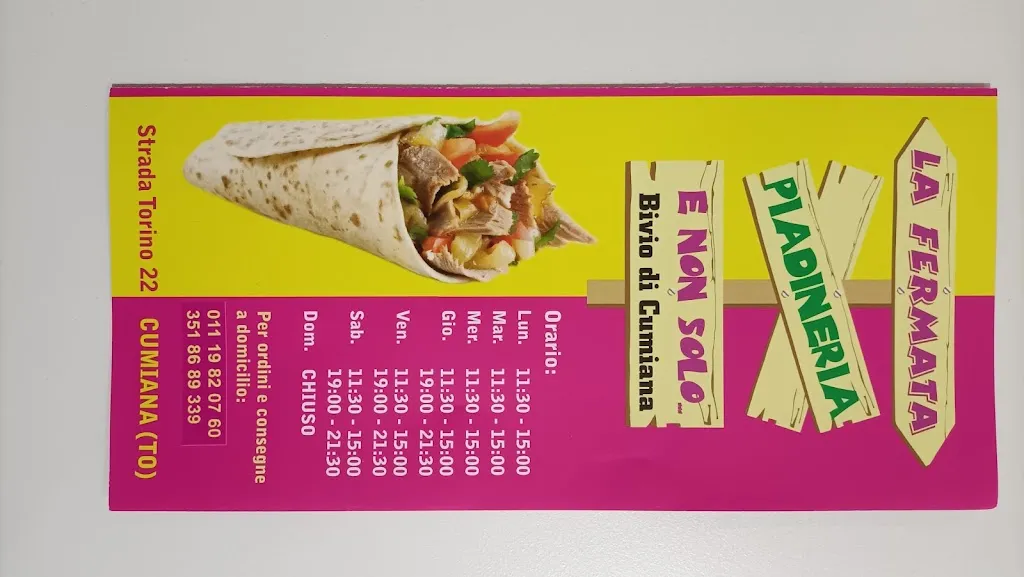 LA FERMATA
PIADINERIA
E NON SOLO...
Bivio di Cumiana
Orario:
Lun. 11:30 - 15:00
Mar. 11:30 - 15:00
Mer. 11:30 - 15:00
Gio. 11:30 - 15:00
19:00 - 21:30
Ven. 11:30 - 15:00
19:00 - 21:30
Sab. 11:30 - 15:00
19:00 - 21:30
Dom. CHIUSO
Per ordini e consegne
a domicilio:
011 19 82 07 60
351 86 89 339
Strada Torino 22 CUMIANA (TO)